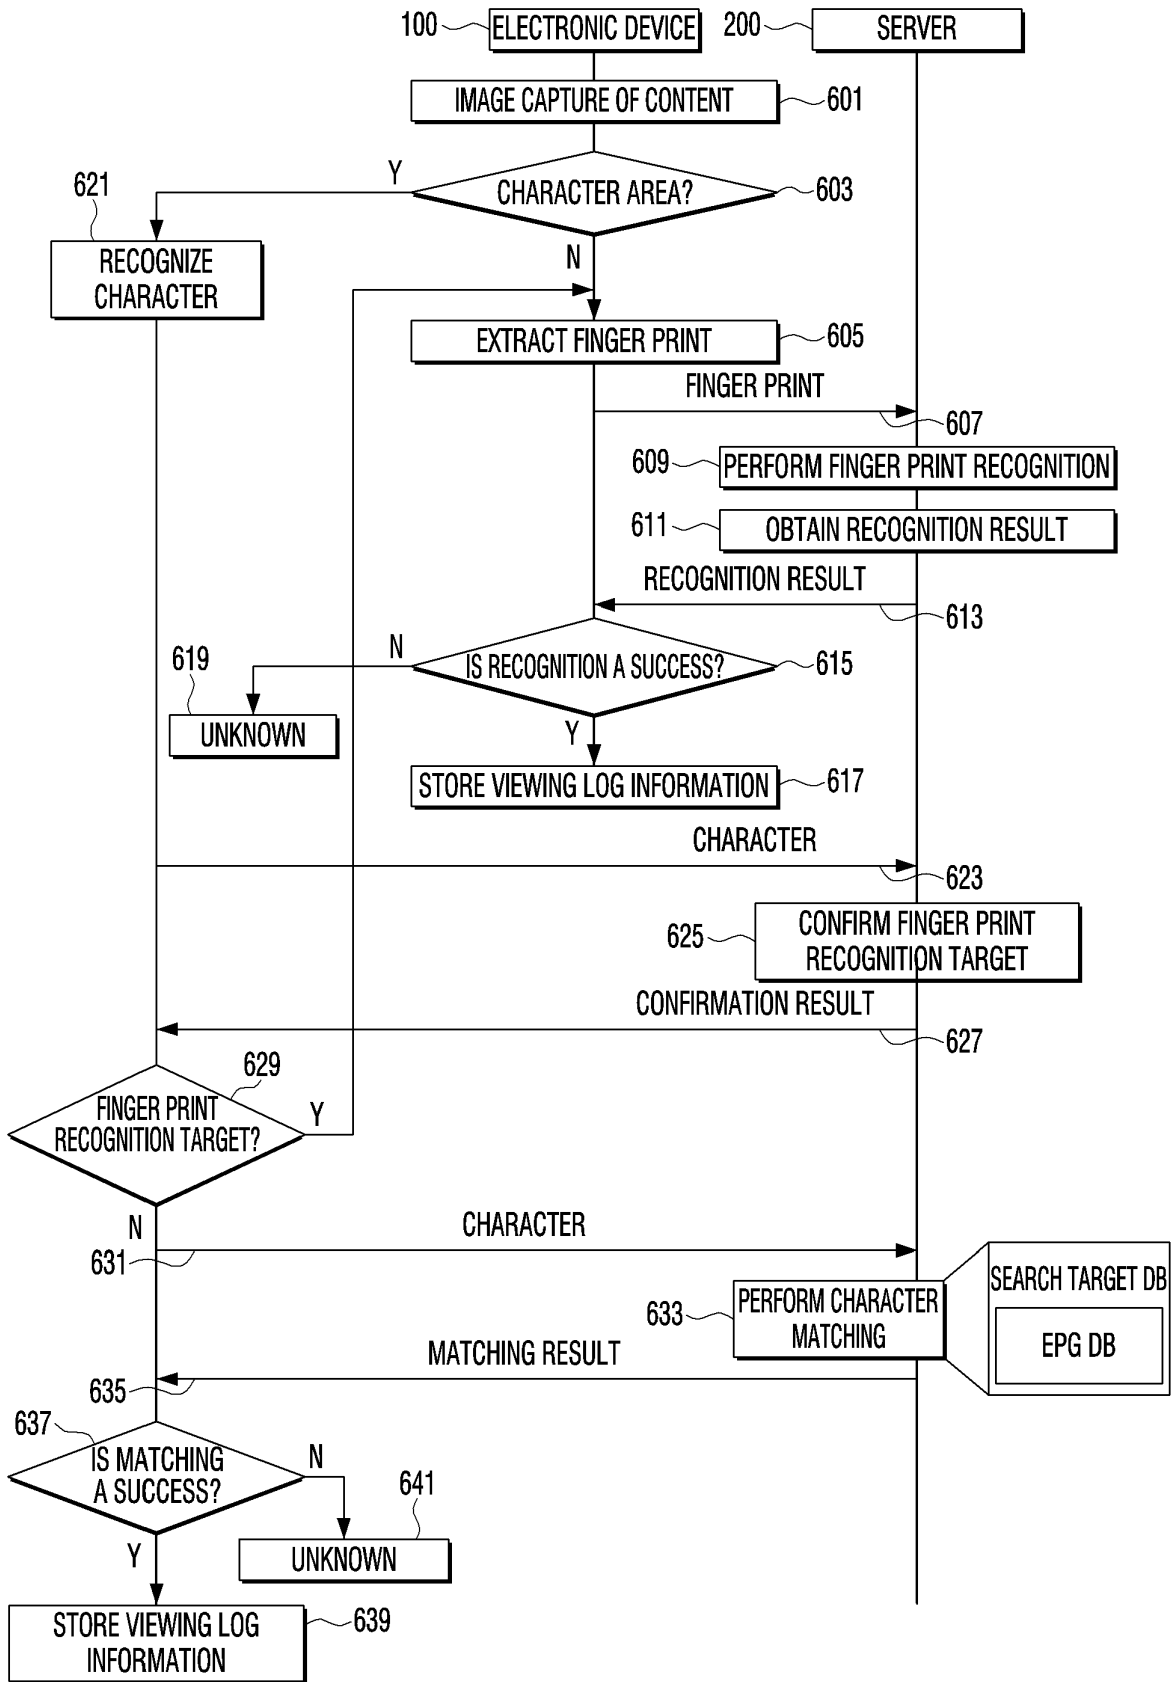 100
ELECTRONIC DEVICE
200
SERVER
IMAGE CAPTURE OF CONTENT
601
Y
CHARACTER AREA?
603
621
RECOGNIZE
CHARACTER
N
EXTRACT FINGER PRINT
605
FINGER PRINT
607
609
PERFORM FINGER PRINT RECOGNITION
611
OBTAIN RECOGNITION RESULT
RECOGNITION RESULT
613
N
IS RECOGNITION A SUCCESS?
615
619
UNKNOWN
Y
STORE VIEWING LOG INFORMATION
617
CHARACTER
623
625
CONFIRM FINGER PRINT
RECOGNITION TARGET
CONFIRMATION RESULT
627
629
FINGER PRINT
RECOGNITION TARGET?
Y
N
CHARACTER
631
633
PERFORM CHARACTER
MATCHING
SEARCH TARGET DB
EPG DB
MATCHING RESULT
635
637
IS MATCHING
A SUCCESS?
N
641
UNKNOWN
Y
STORE VIEWING LOG
INFORMATION
639